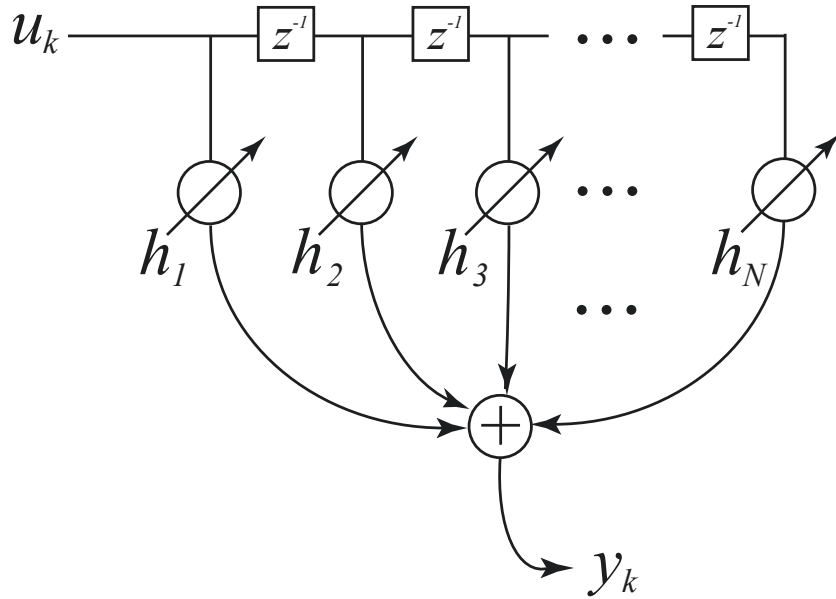 u_k z^{-1} z^{-1} ... z^{-1}
...
h_1 h_2 h_3 h_N
...
+
y_k